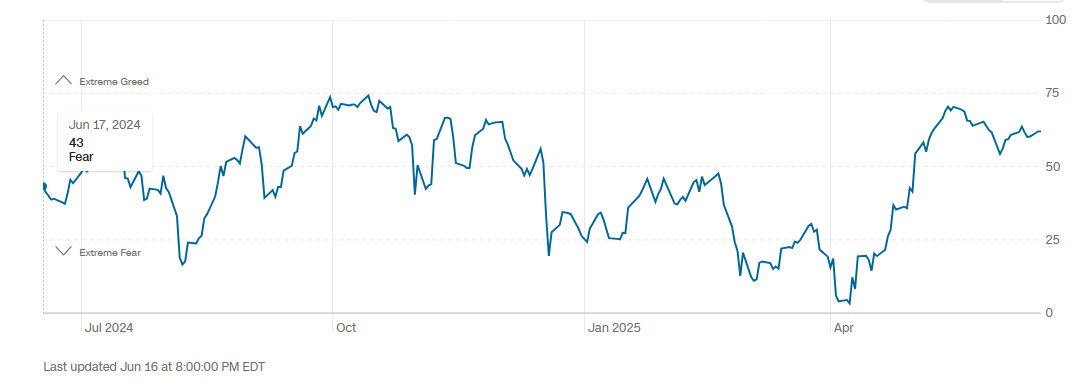 100
Extreme Greed
75
Jun 17, 2024
43
Fear
50
Extreme Fear
25
0
Jul 2024 Oct Jan 2025 Apr
Last updated Jun 16 at 8:00:00 PM EDT